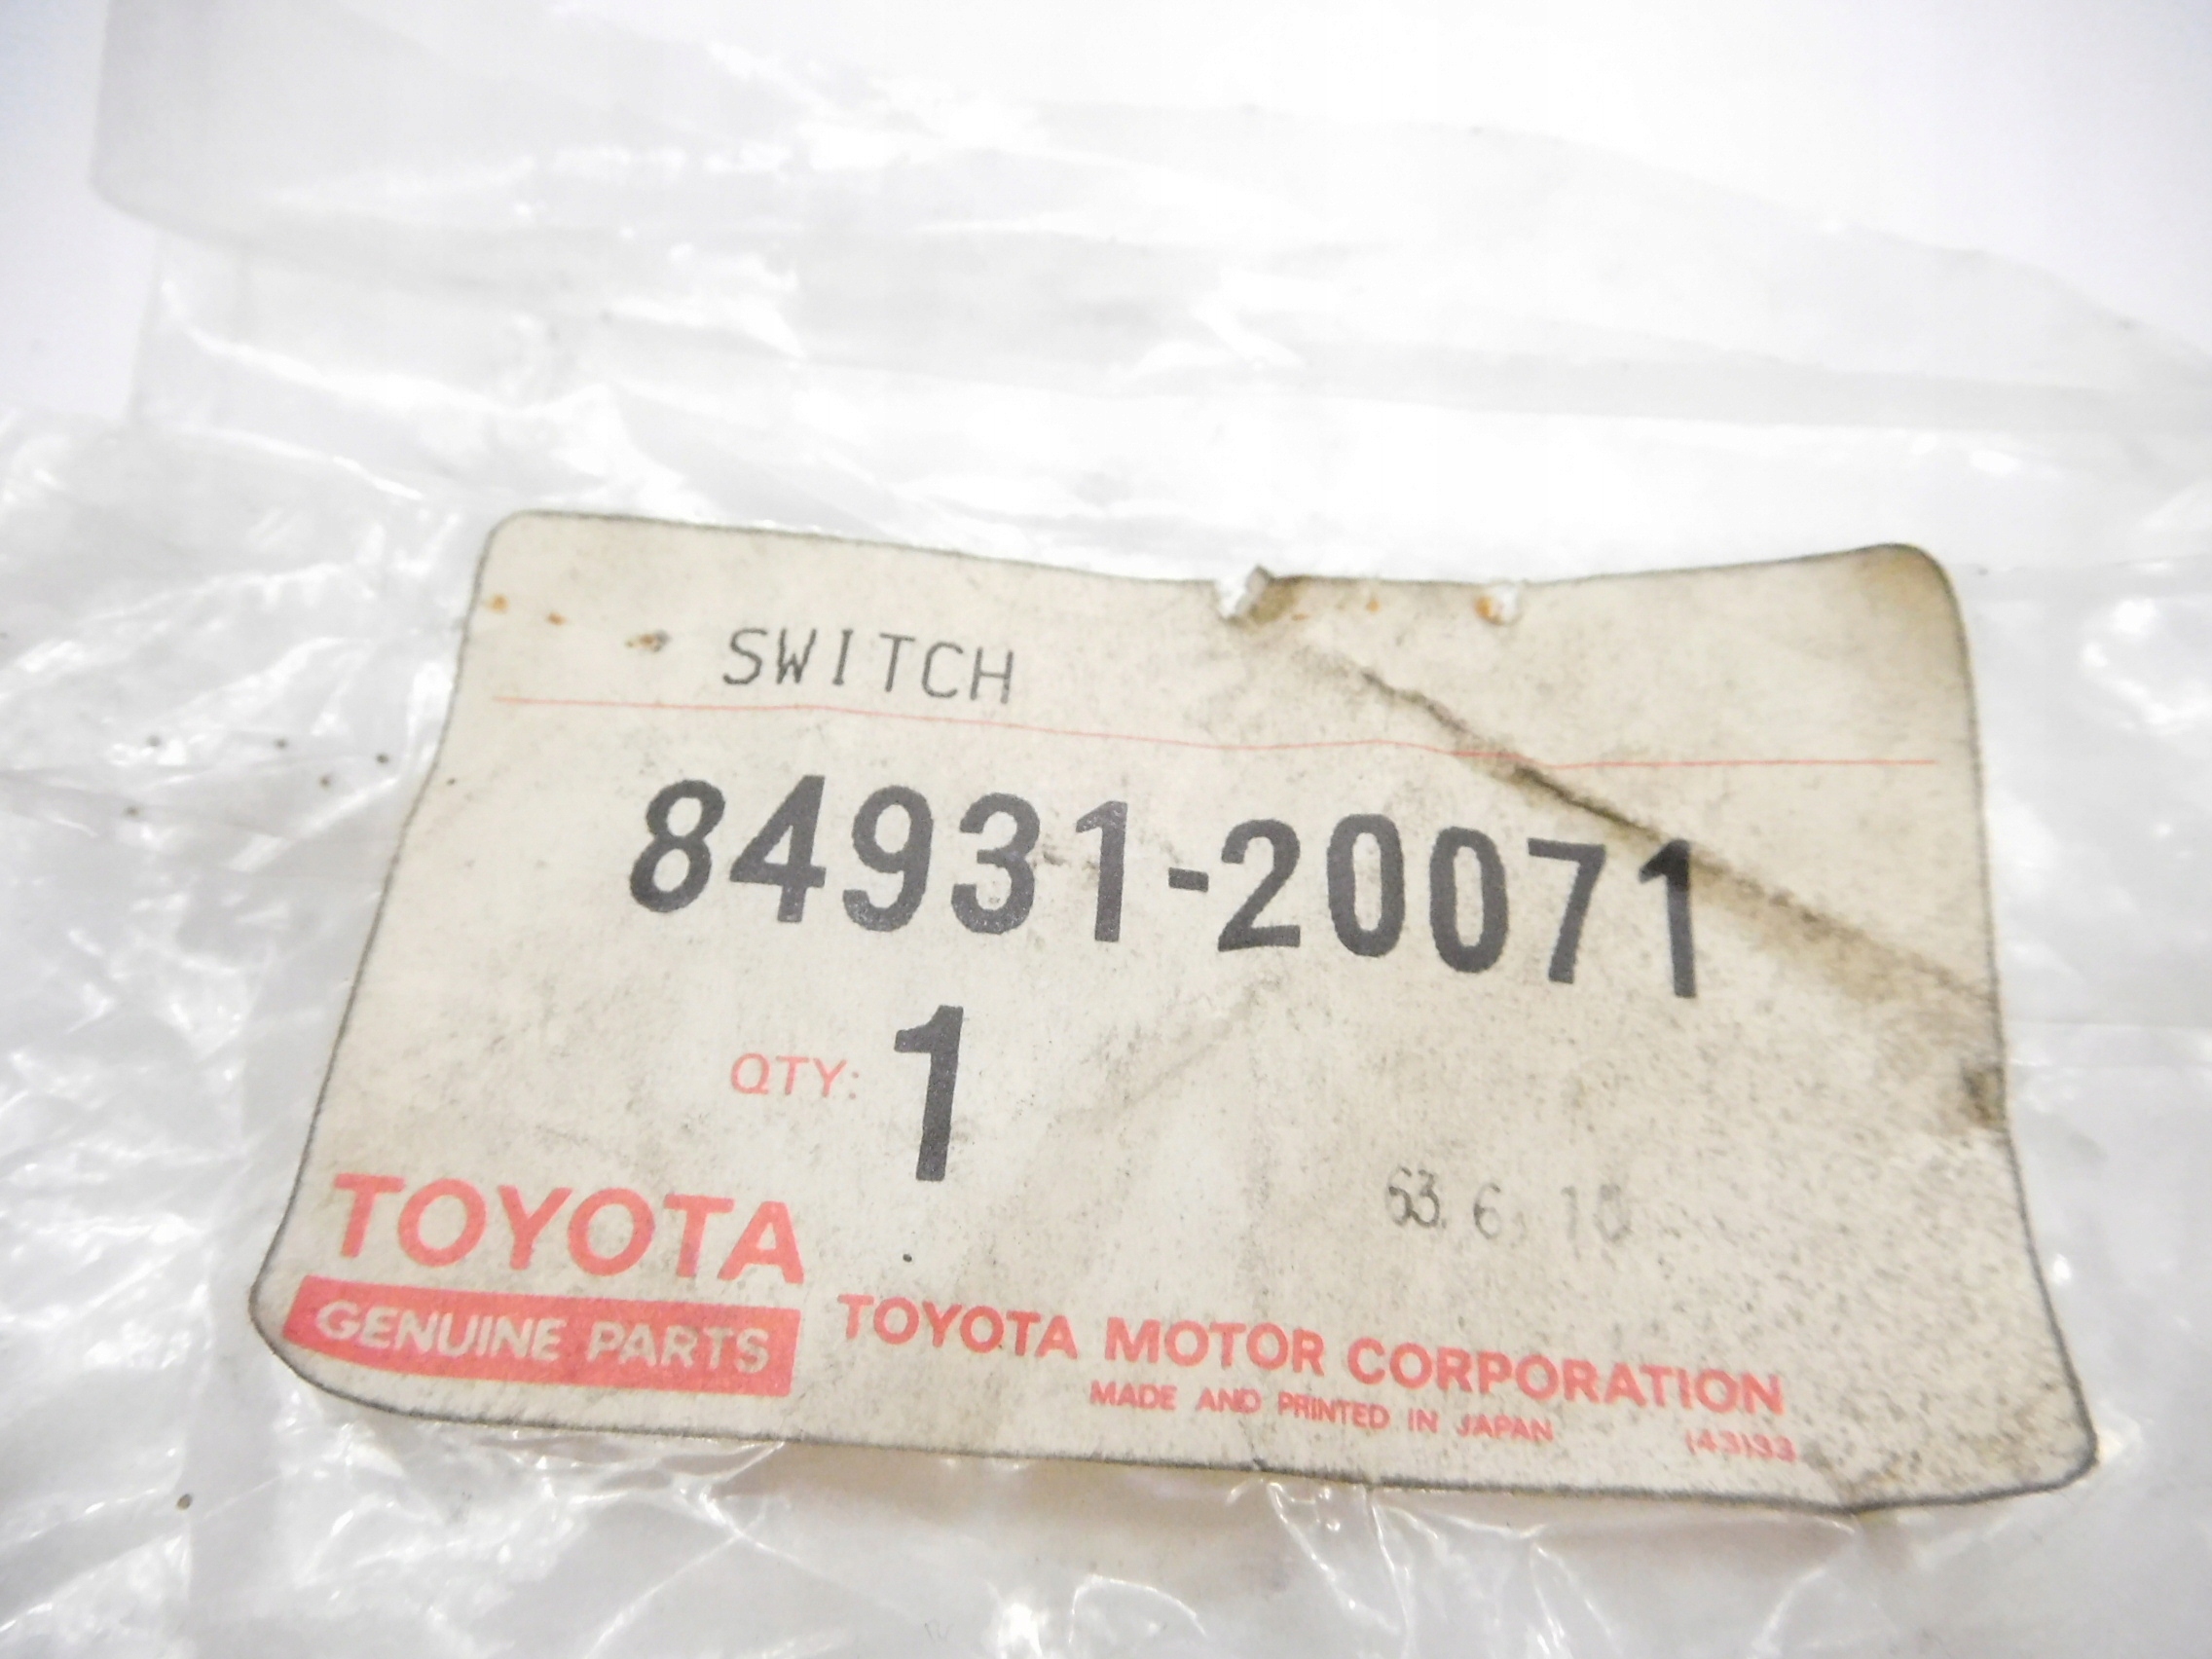 SWITCH
84931-20071
QTY: 1
63. 6. 10
TOYOTA
GENUINE PARTS
TOYOTA MOTOR CORPORATION
MADE AND PRINTED IN JAPAN